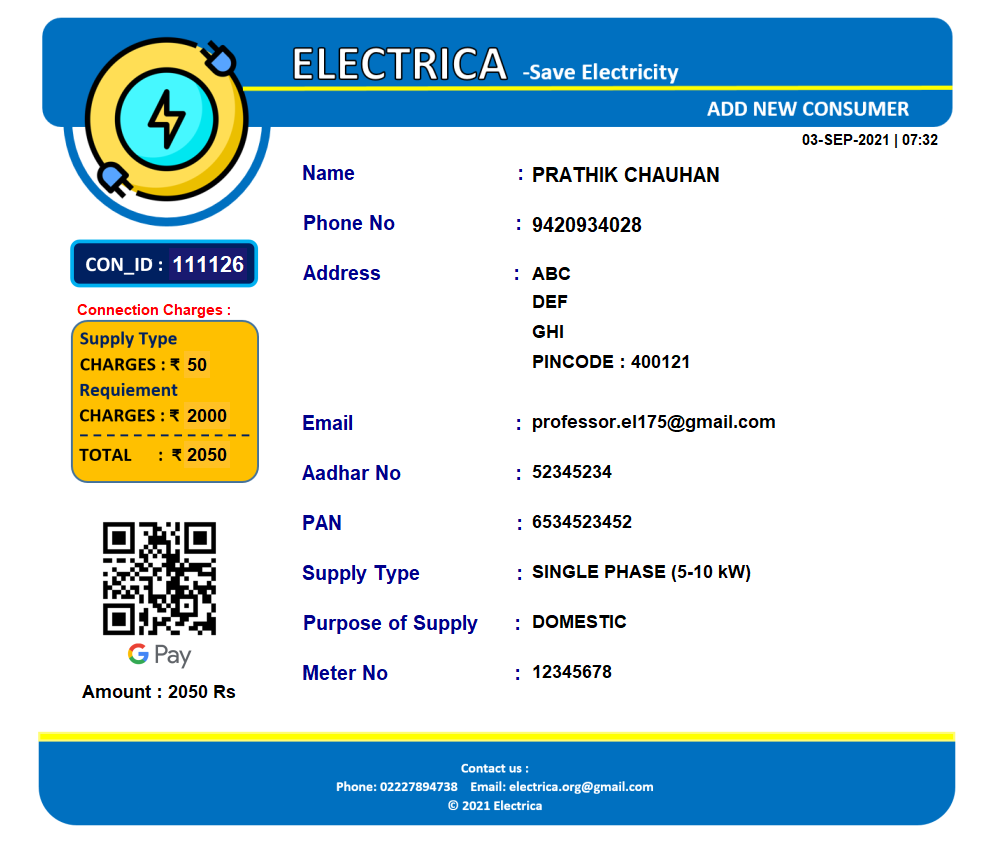 ELECTRICA -Save Electricity
ADD NEW CONSUMER
03-SEP-2021 | 07:32
Name : PRATHIK CHAUHAN
Phone No : 9420934028
CON_ID : 111126
Address : ABC
DEF
GHI
PINCODE : 400121
Connection Charges :
Supply Type
CHARGES : ₹ 50
Requiement
CHARGES : ₹ 2000
TOTAL : ₹ 2050
Email : professor.el175@gmail.com
Aadhar No : 52345234
PAN : 6534523452
Supply Type : SINGLE PHASE (5-10 kW)
Purpose of Supply : DOMESTIC
Meter No : 12345678
G Pay
Amount : 2050 Rs
Contact us :
Phone: 02227894738 Email: electrica.org@gmail.com
© 2021 Electrica